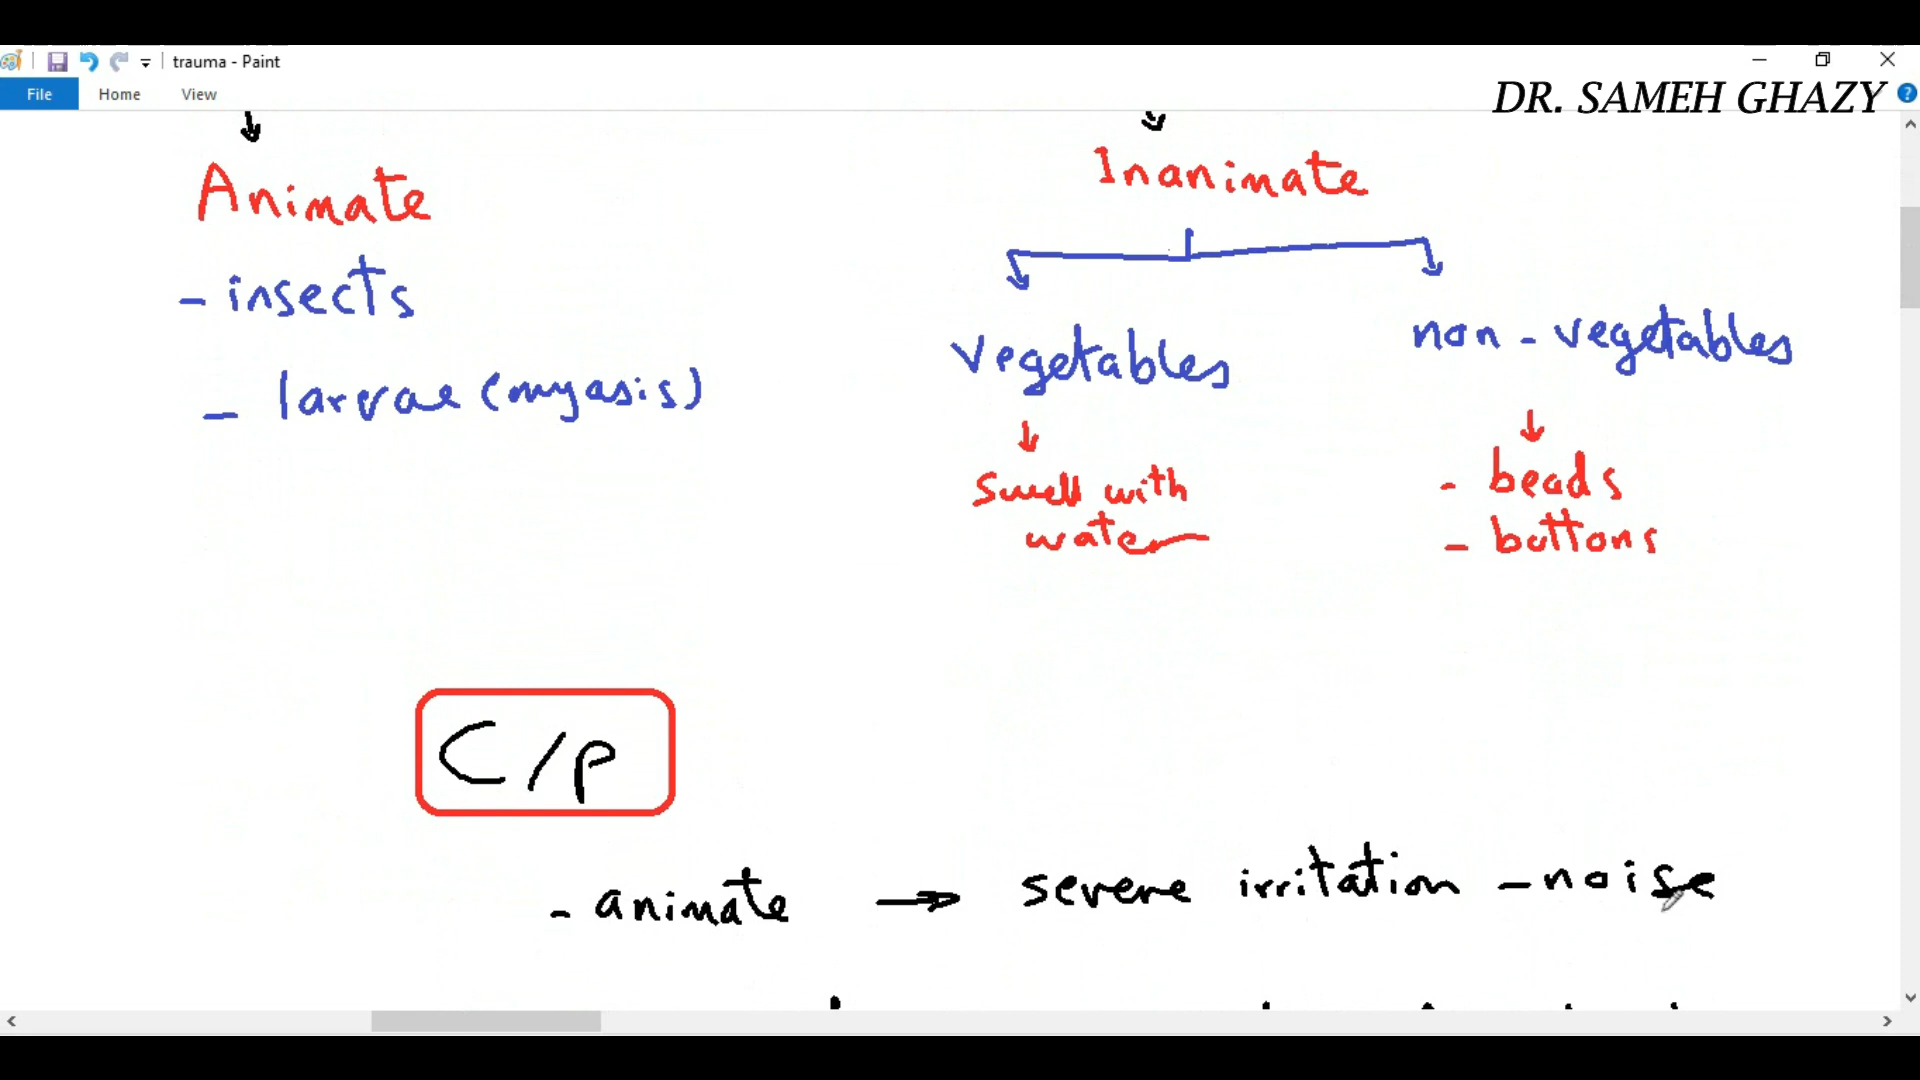 trauma - Paint
File Home View
DR. SAMEH GHAZY
Animate
- insects
- larvae (myasis)
Inanimate
vegetables
swell with
water
non - vegetables
- beads
- buttons
C/P
- animate → severe irritation - noise